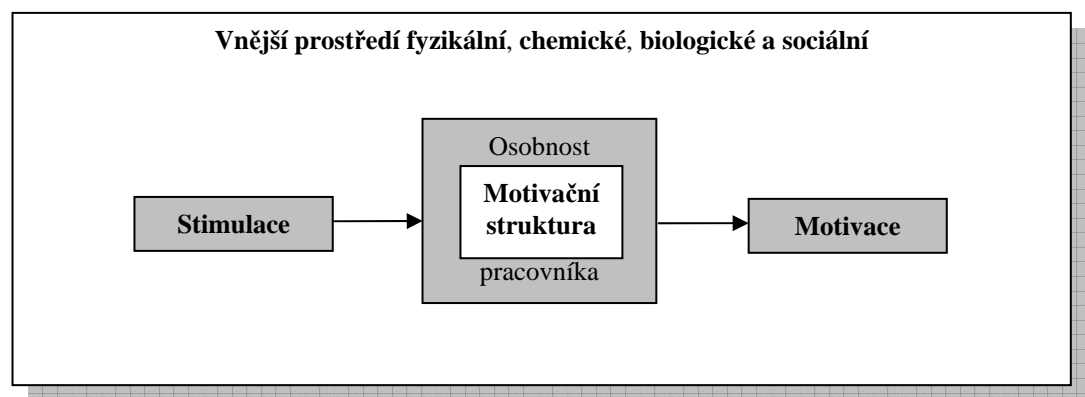 Vnější prostředí fyzikální, chemické, biologické a sociální
Osobnost
Motivační
struktura
pracovníka
Stimulace
Motivace